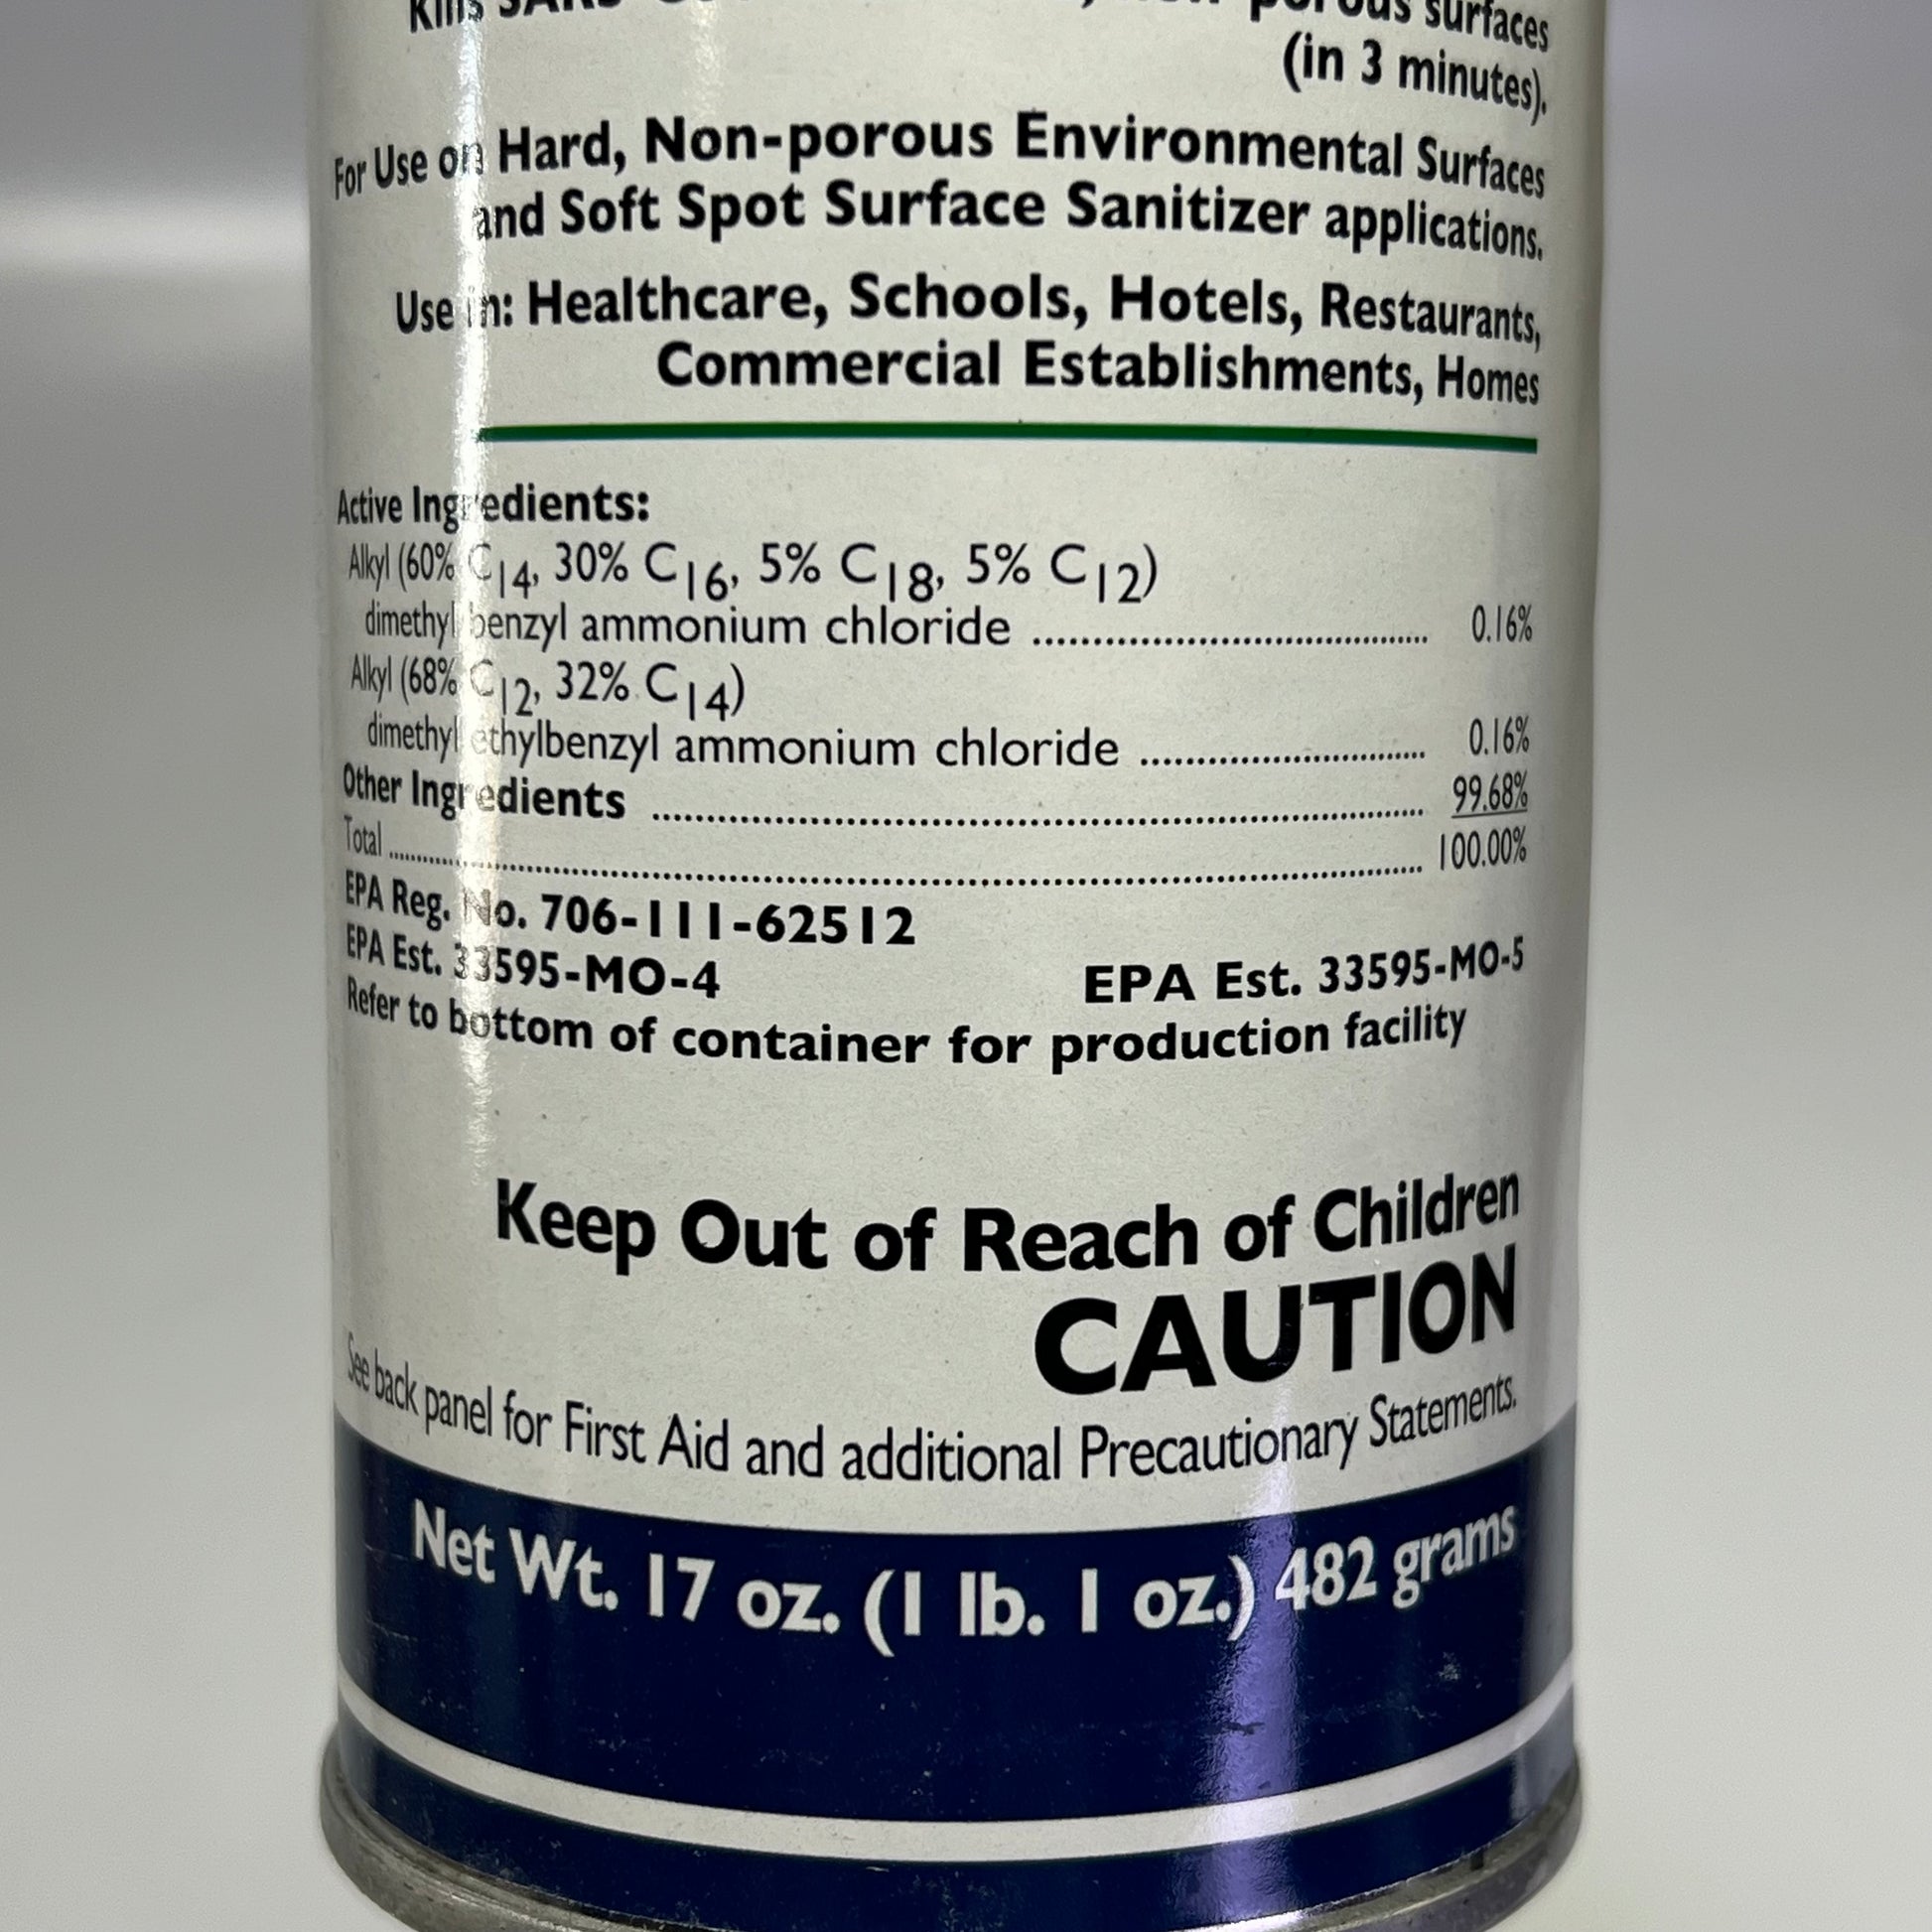 Kills
porous surfaces
(in 3 minutes).
For Use on Hard, Non-porous Environmental Surfaces
and Soft Spot Surface Sanitizer applications.
Use in: Healthcare, Schools, Hotels, Restaurants,
Commercial Establishments, Homes
Active Ingredients:
Alkyl (60% C14, 30% C16, 5% C18, 5% C12)
dimethyl benzyl ammonium chloride ........................................ 0.16%
Alkyl (68% C12, 32% C14)
dimethyl ethylbenzyl ammonium chloride ............................ 0.16%
Other Ingredients ........................................................................ 99.68%
Total ........................................................................................ 100.00%
EPA Reg. No. 706-111-62512
EPA Est. 33595-MO-4 EPA Est. 33595-MO-5
Refer to bottom of container for production facility
Keep Out of Reach of Children
CAUTION
See back panel for First Aid and additional Precautionary Statements.
Net Wt. 17 oz. (1 lb. 1 oz.) 482 grams